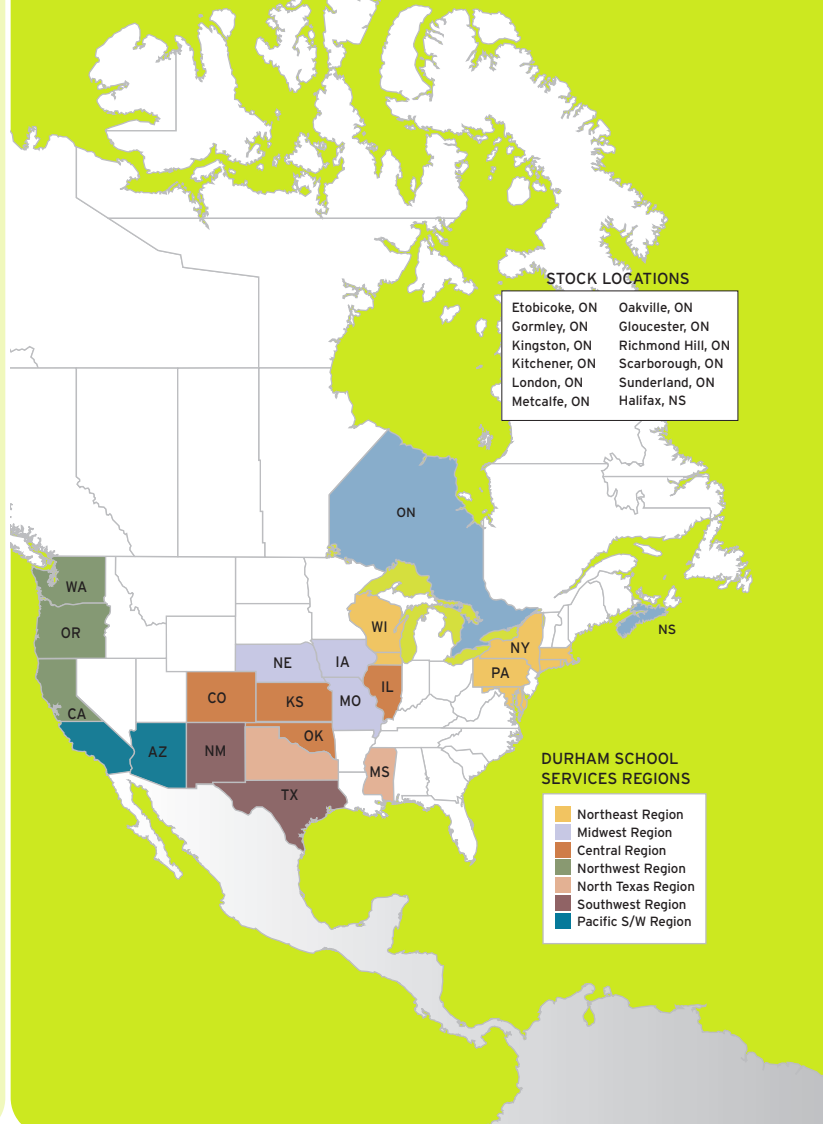 STOCK LOCATIONS
Etobicoke, ON Oakville, ON
Gormley, ON Gloucester, ON
Kingston, ON Richmond Hill, ON
Kitchener, ON Scarborough, ON
London, ON Sunderland, ON
Metcalfe, ON Halifax, NS
ON
WA
OR
WI
NS
NY
NE
IA
PA
CO
KS
MO
IL
CA
OK
AZ
NM
MS
TX
DURHAM SCHOOL
SERVICES REGIONS
Northeast Region
Midwest Region
Central Region
Northwest Region
North Texas Region
Southwest Region
Pacific S/W Region